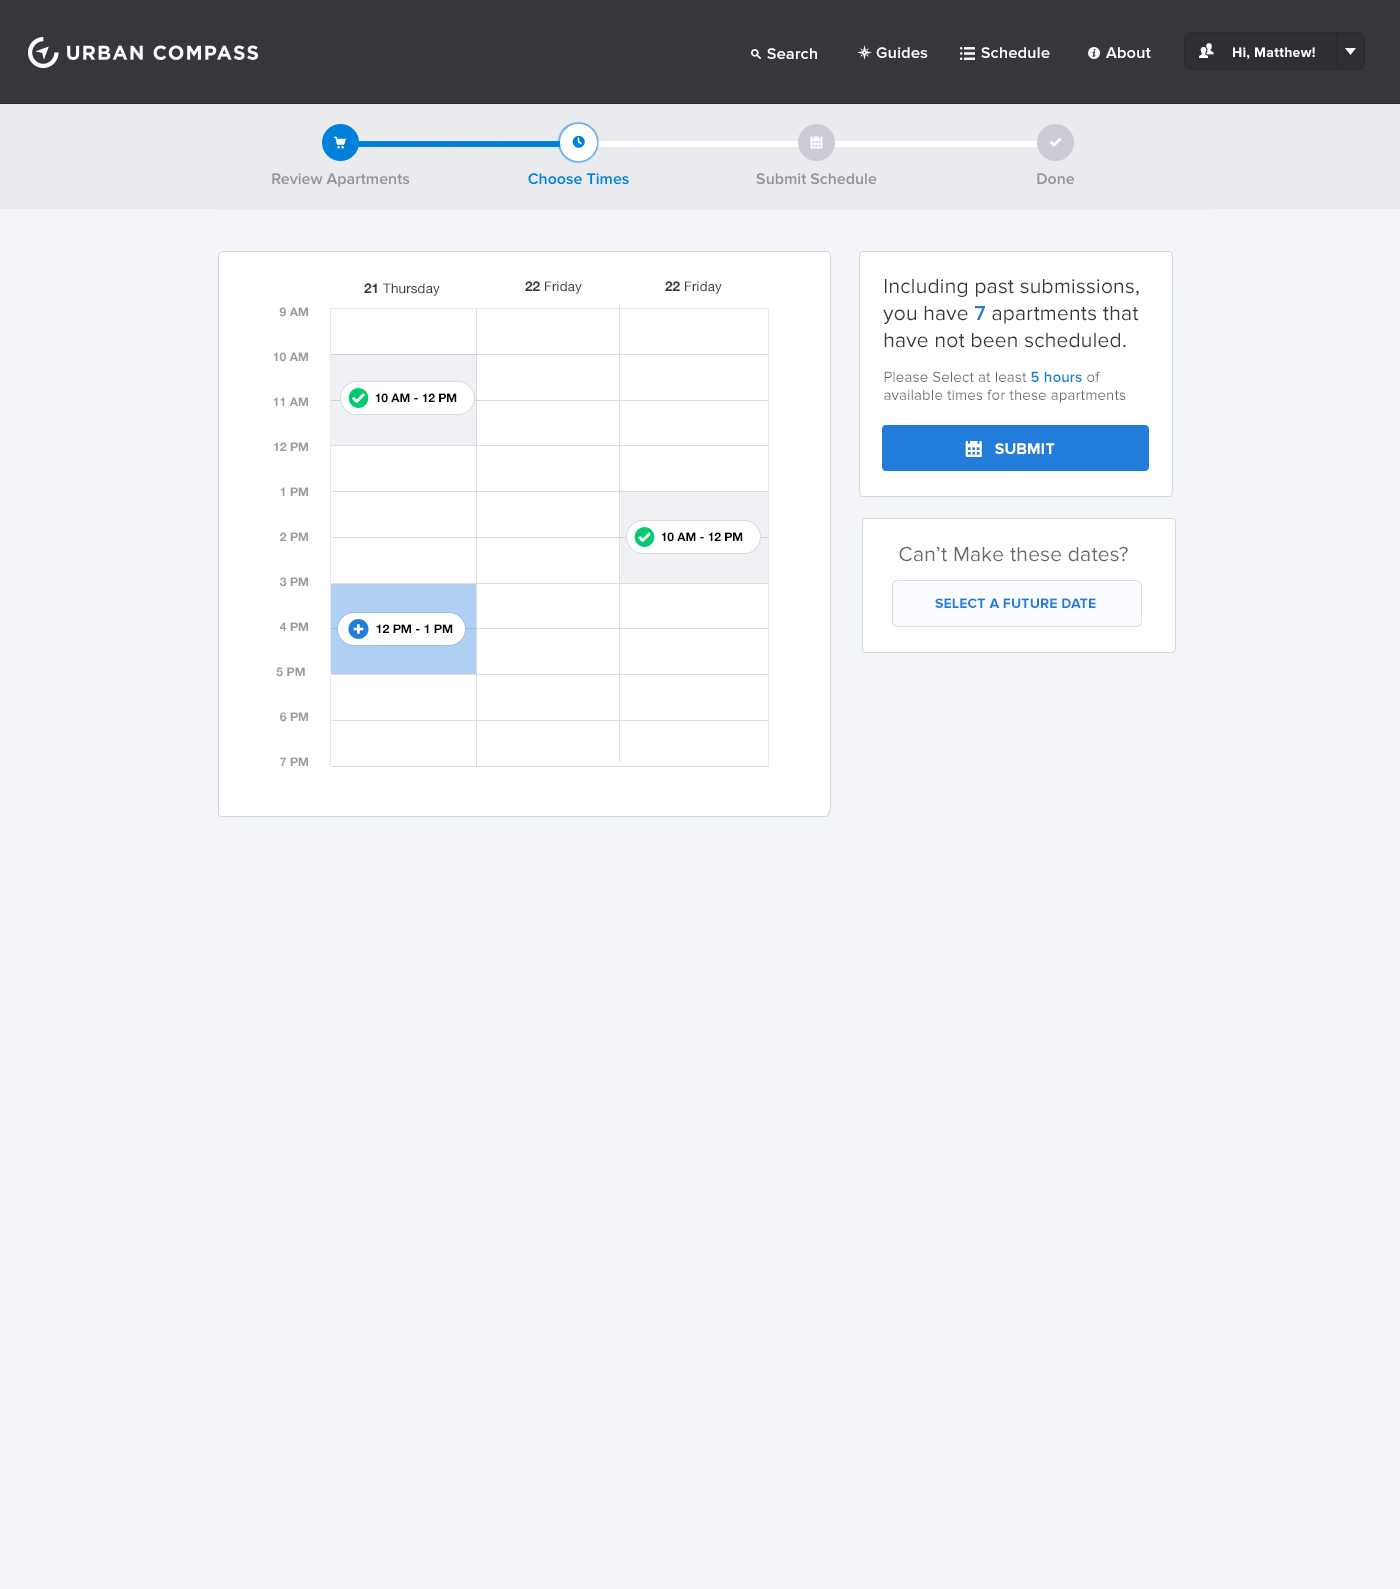 URBAN COMPASS
Search
Guides
Schedule
About
Hi, Matthew!
Review Apartments
Choose Times
Submit Schedule
Done
21 Thursday
22 Friday
22 Friday
9 AM
10 AM
11 AM
12 PM
1 PM
2 PM
3 PM
4 PM
5 PM
6 PM
7 PM
10 AM - 12 PM
10 AM - 12 PM
12 PM - 1 PM
Including past submissions,
you have 7 apartments that
have not been scheduled.
Please Select at least 5 hours of
available times for these apartments
SUBMIT
Can't Make these dates?
SELECT A FUTURE DATE